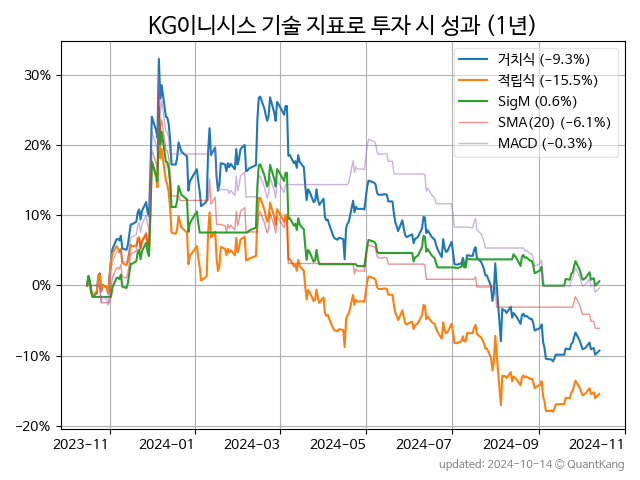 KG이니시스 기술 지표로 투자 시 성과 (1년)
거치식 (−9.3%)
적립식 (−15.5%)
SigM (0.6%)
SMA(20) (−6.1%)
MACD (−0.3%)
30%
20%
10%
0%
−10%
−20%
2023−11 2024−01 2024−03 2024−05 2024−07 2024−09 2024−11
updated: 2024-10-14 © QuantKang